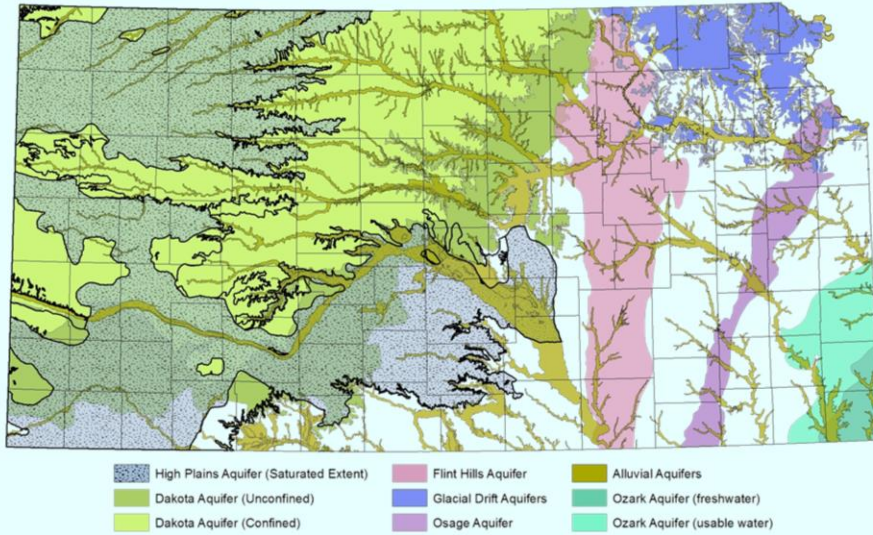 High Plains Aquifer (Saturated Extent) Flint Hills Aquifer Alluvial Aquifers
Dakota Aquifer (Unconfined) Glacial Drift Aquifers Ozark Aquifer (freshwater)
Dakota Aquifer (Confined) Osage Aquifer Ozark Aquifer (usable water)